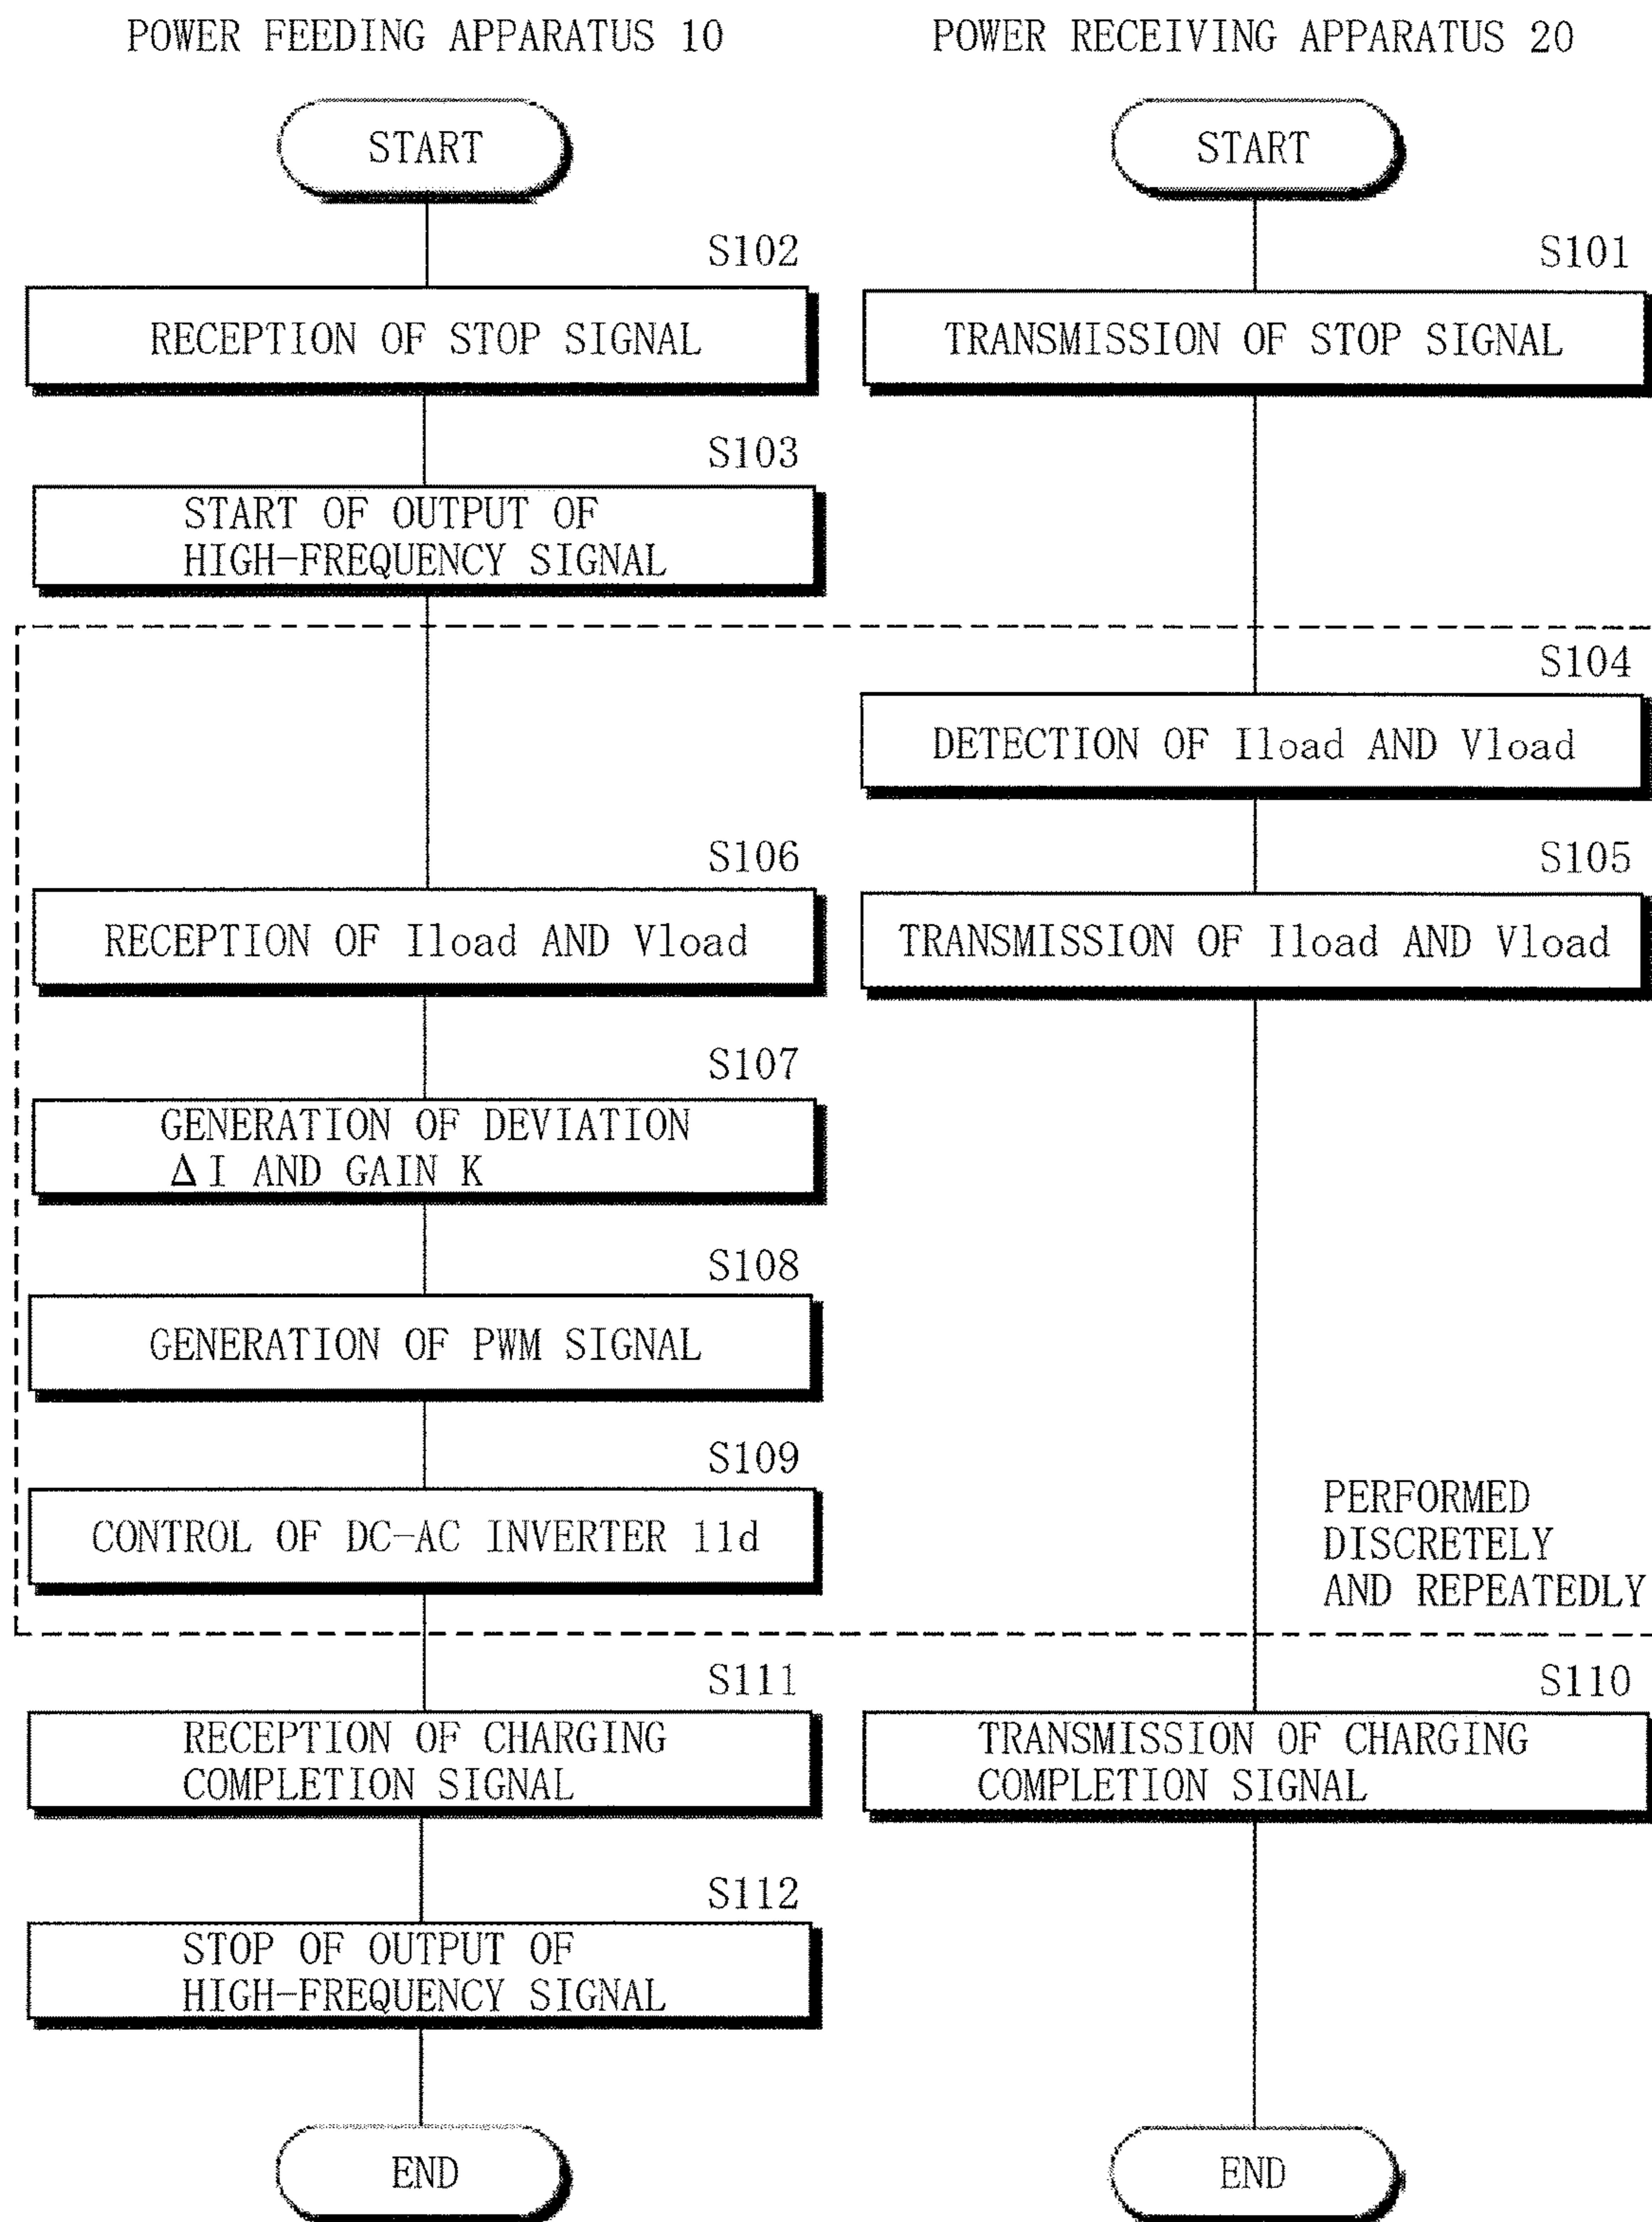 POWER FEEDING APPARATUS 10
POWER RECEIVING APPARATUS 20
START
START
S102
S101
RECEPTION OF STOP SIGNAL
TRANSMISSION OF STOP SIGNAL
S103
START OF OUTPUT OF
HIGH-FREQUENCY SIGNAL
S104
DETECTION OF Iload AND Vload
S106
S105
RECEPTION OF Iload AND Vload
TRANSMISSION OF Iload AND Vload
S107
GENERATION OF DEVIATION
ΔI AND GAIN K
S108
GENERATION OF PWM SIGNAL
S109
CONTROL OF DC-AC INVERTER 11d
PERFORMED
DISCRETELY
AND REPEATEDLY
S111
S110
RECEPTION OF CHARGING
COMPLETION SIGNAL
TRANSMISSION OF CHARGING
COMPLETION SIGNAL
S112
STOP OF OUTPUT OF
HIGH-FREQUENCY SIGNAL
END
END